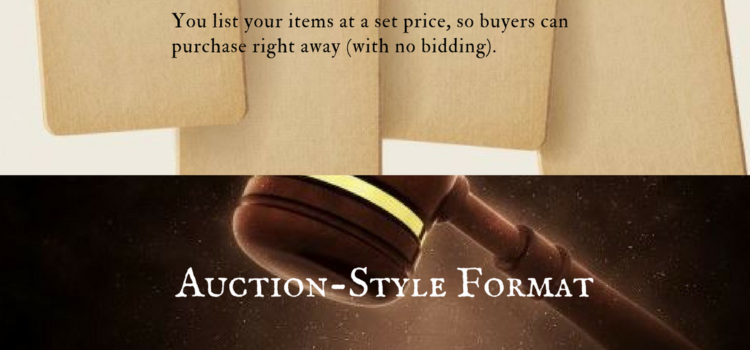 You list your items at a set price, so buyers can
purchase right away (with no bidding).
Auction-Style Format